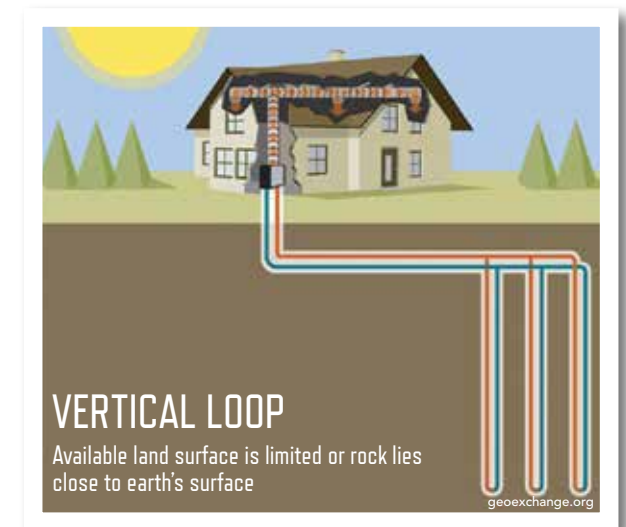 VERTICAL LOOP
Available land surface is limited or rock lies
close to earth's surface
geoexchange.org